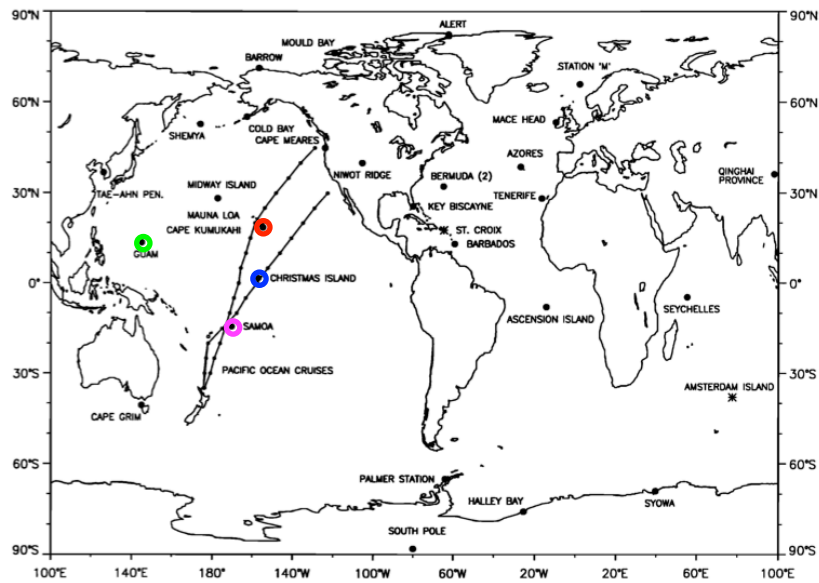 90°N
90°N
ALERT
MOULD BAY
BARROW
STATION 'M'
60°N
60°N
COLD BAY
MACE HEAD
SHEMYA
CAPE MEARES
AZORES
NIWOT RIDGE
BERMUDA (2)
QINGHAI
PROVINCE
TAE-AHN PEN.
MIDWAY ISLAND
30°N
30°N
TENERIFE
KEY BISCAYNE
MAUNA LOA
CAPE KUMUKAHI
ST. CROIX
BARBADOS
GUAM
0°
0°
CHRISTMAS ISLAND
SEYCHELLES
ASCENSION ISLAND
SAMOA
PACIFIC OCEAN CRUISES
30°S
30°S
AMSTERDAM ISLAND
CAPE GRIM
60°S
60°S
PALMER STATION
HALLEY BAY
SYOWA
SOUTH POLE
90°S
90°S
100°E 140°E 180° 140°W 100°W 60°W 20°W 20°E 60°E 100°E